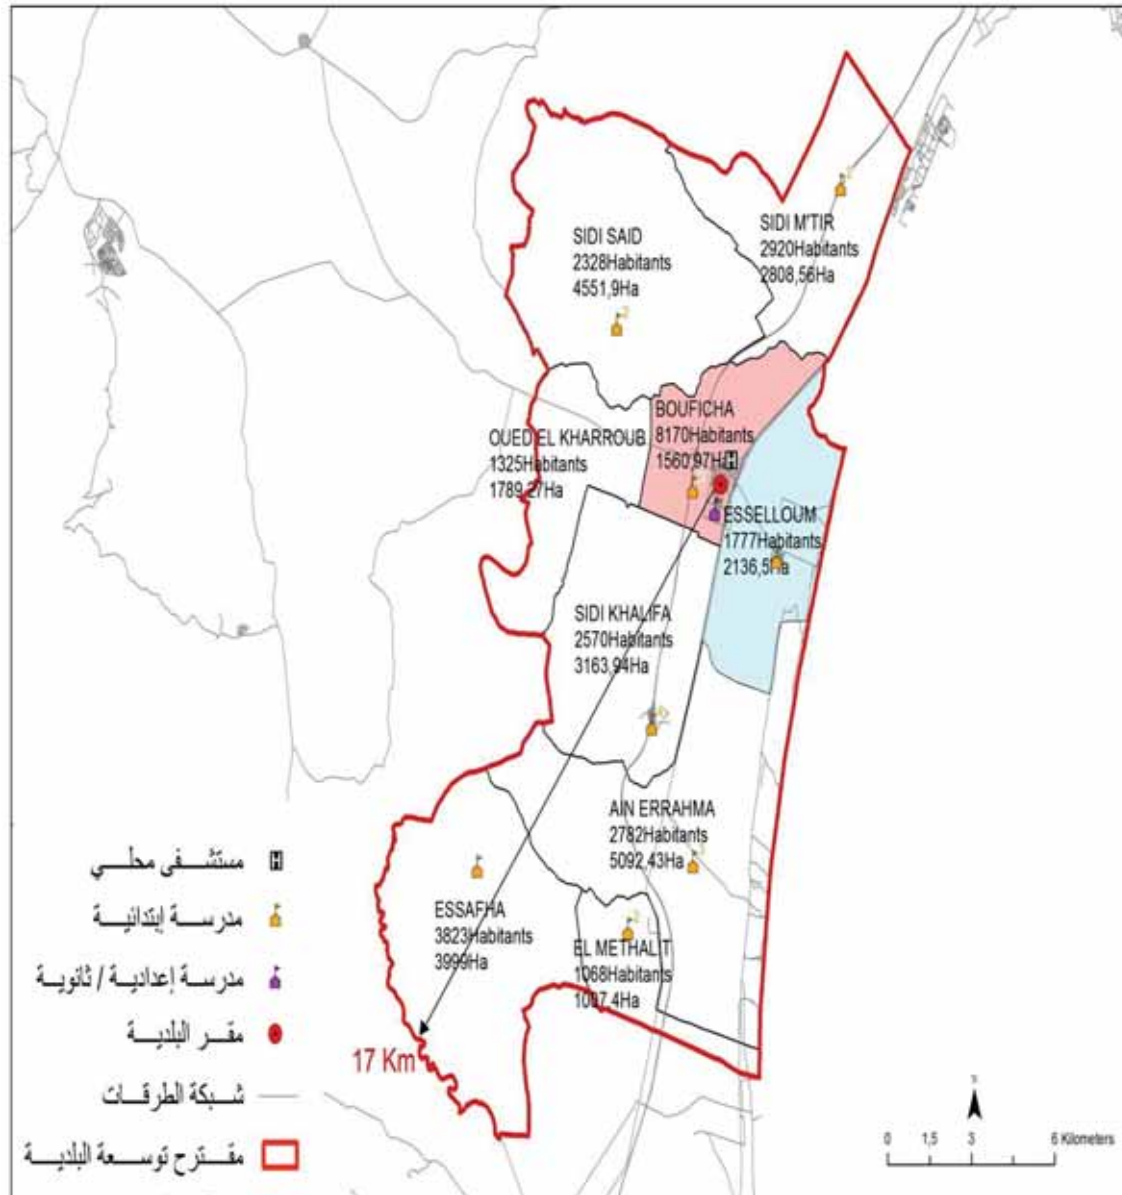 SIDI M'TIR
2920Habitants
2808,56Ha
SIDI SAID
2328Habitants
4551,9Ha
BOUFICHA
8170Habitants
1560,97Ha
H
OUED EL KHARROUB
1325Habitants
1789,27Ha
ESSELLOUM
1777Habitants
2136,5Ha
SIDI KHALIFA
2570Habitants
3163,94Ha
AIN ERRAHMA
2782Habitants
5092,43Ha
ESSAFHA
3823Habitants
3999Ha
EL METHALIT
1068Habitants
17 Km
مستشفى محلي
مدرسة إبتدائية
مدرسة إعدادية / ثانوية
مقر البلدية
شبكة الطرقات
مقترح توسعة البلدية
0 1,5 3 6 Kilometers